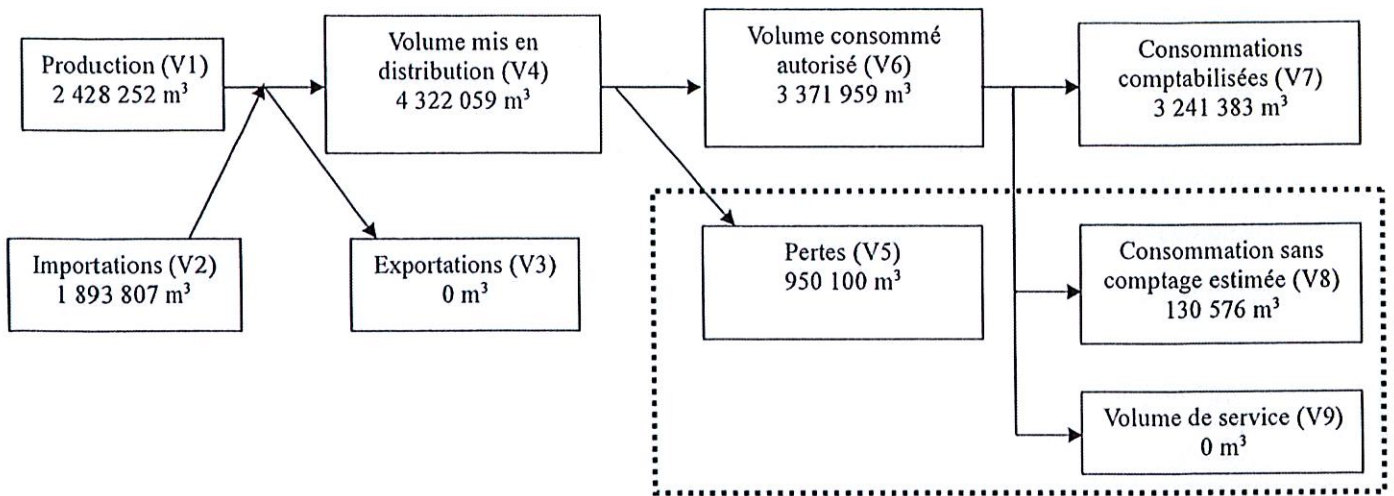 Production (V1)
2 428 252 m³
Volume mis en
distribution (V4)
4 322 059 m³
Volume consommé
autorisé (V6)
3 371 959 m³
Consommations
comptabilisées (V7)
3 241 383 m³
Importations (V2)
1 893 807 m³
Exportations (V3)
0 m³
Pertes (V5)
950 100 m³
Consommation sans
comptage estimée (V8)
130 576 m³
Volume de service (V9)
0 m³